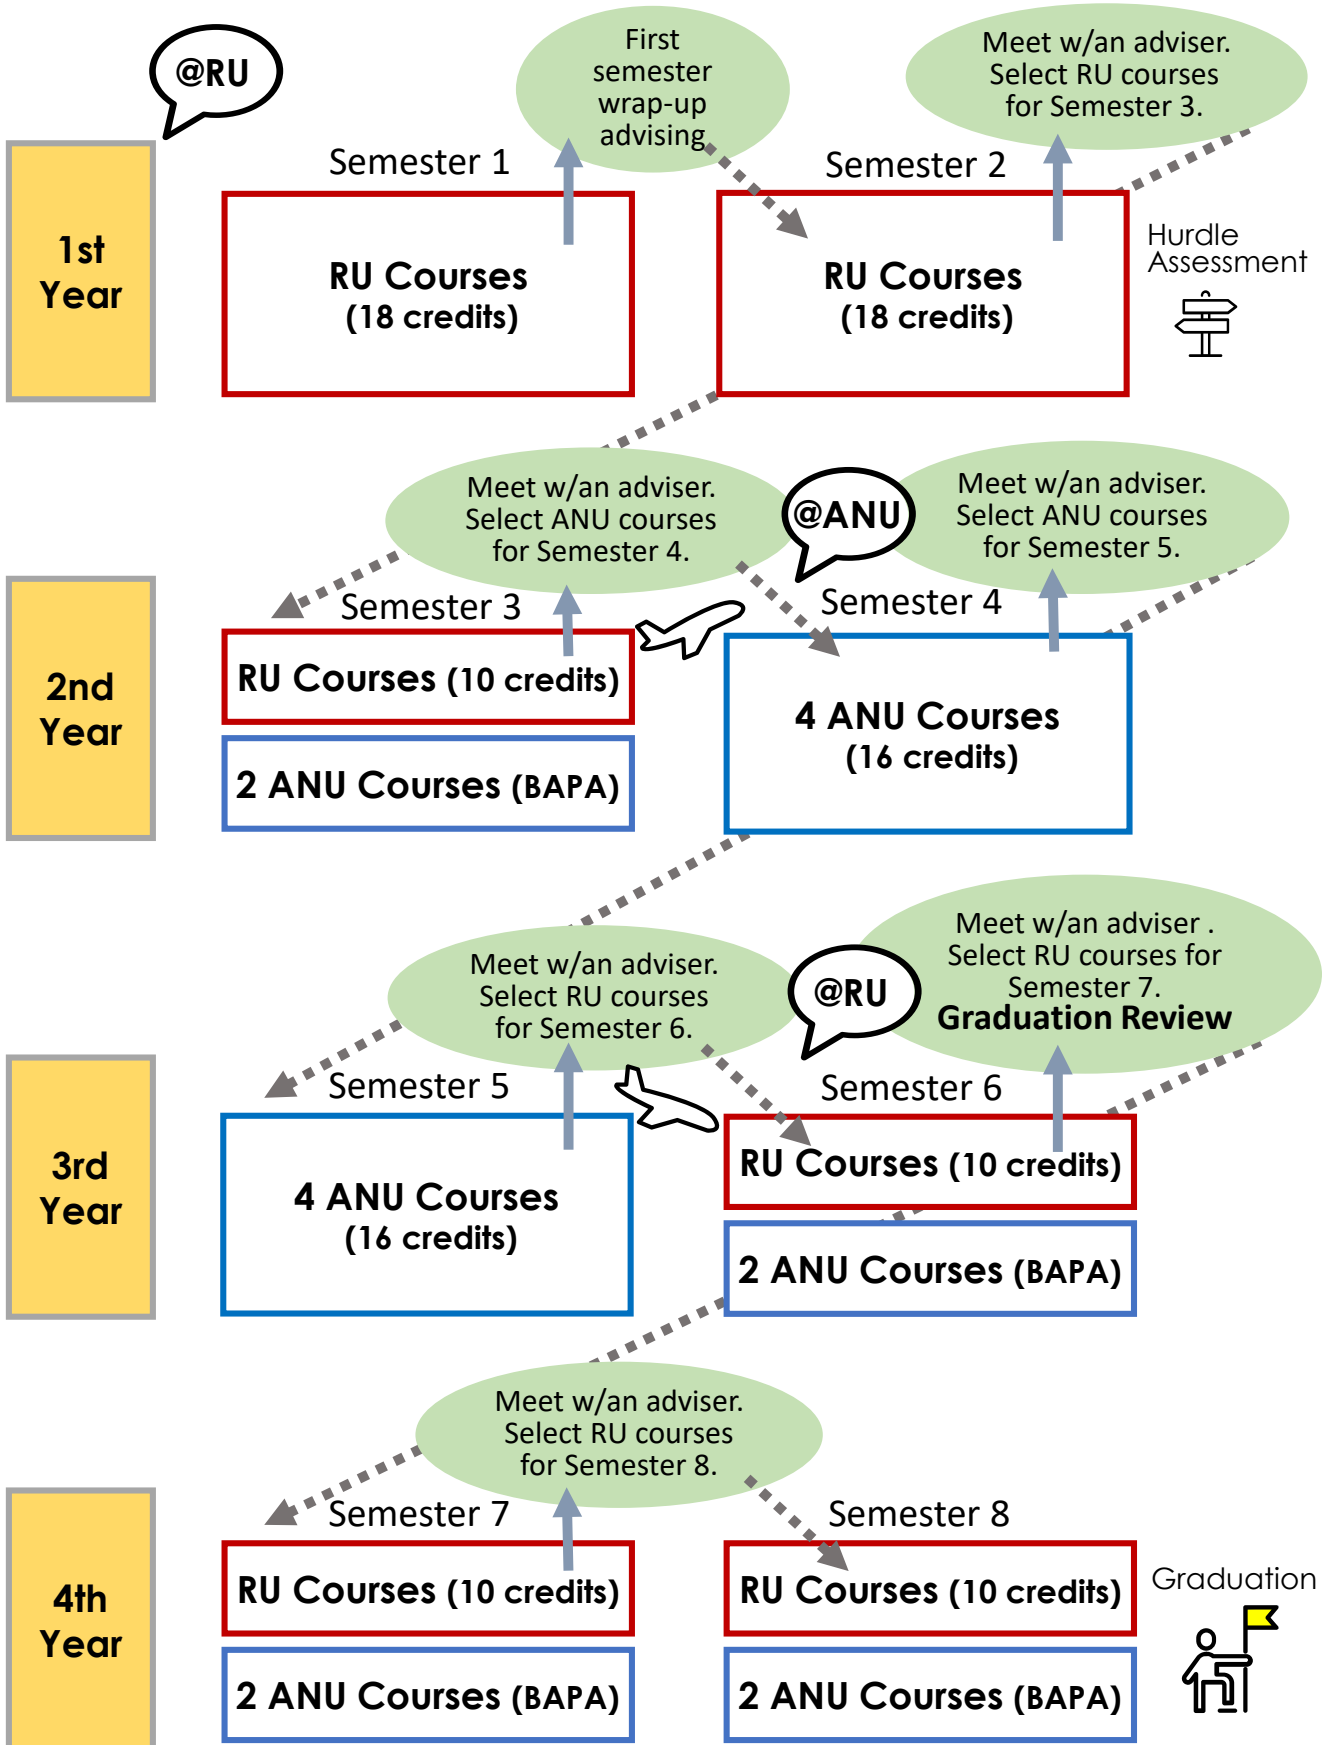 @RU
First
semester
wrap-up
advising
Meet w/an adviser.
Select RU courses
for Semester 3.
1st
Year
Semester 1
RU Courses
(18 credits)
Semester 2
RU Courses
(18 credits)
Hurdle
Assessment
Meet w/an adviser.
Select ANU courses
for Semester 4.
@ANU
Meet w/an adviser.
Select ANU courses
for Semester 5.
2nd
Year
Semester 3
RU Courses (10 credits)
2 ANU Courses (BAPA)
Semester 4
4 ANU Courses
(16 credits)
Meet w/an adviser.
Select RU courses
for Semester 6.
@RU
Meet w/an adviser .
Select RU courses for
Semester 7.
Graduation Review
3rd
Year
Semester 5
4 ANU Courses
(16 credits)
Semester 6
RU Courses (10 credits)
2 ANU Courses (BAPA)
Meet w/an adviser.
Select RU courses
for Semester 8.
4th
Year
Semester 7
RU Courses (10 credits)
2 ANU Courses (BAPA)
Semester 8
RU Courses (10 credits)
2 ANU Courses (BAPA)
Graduation